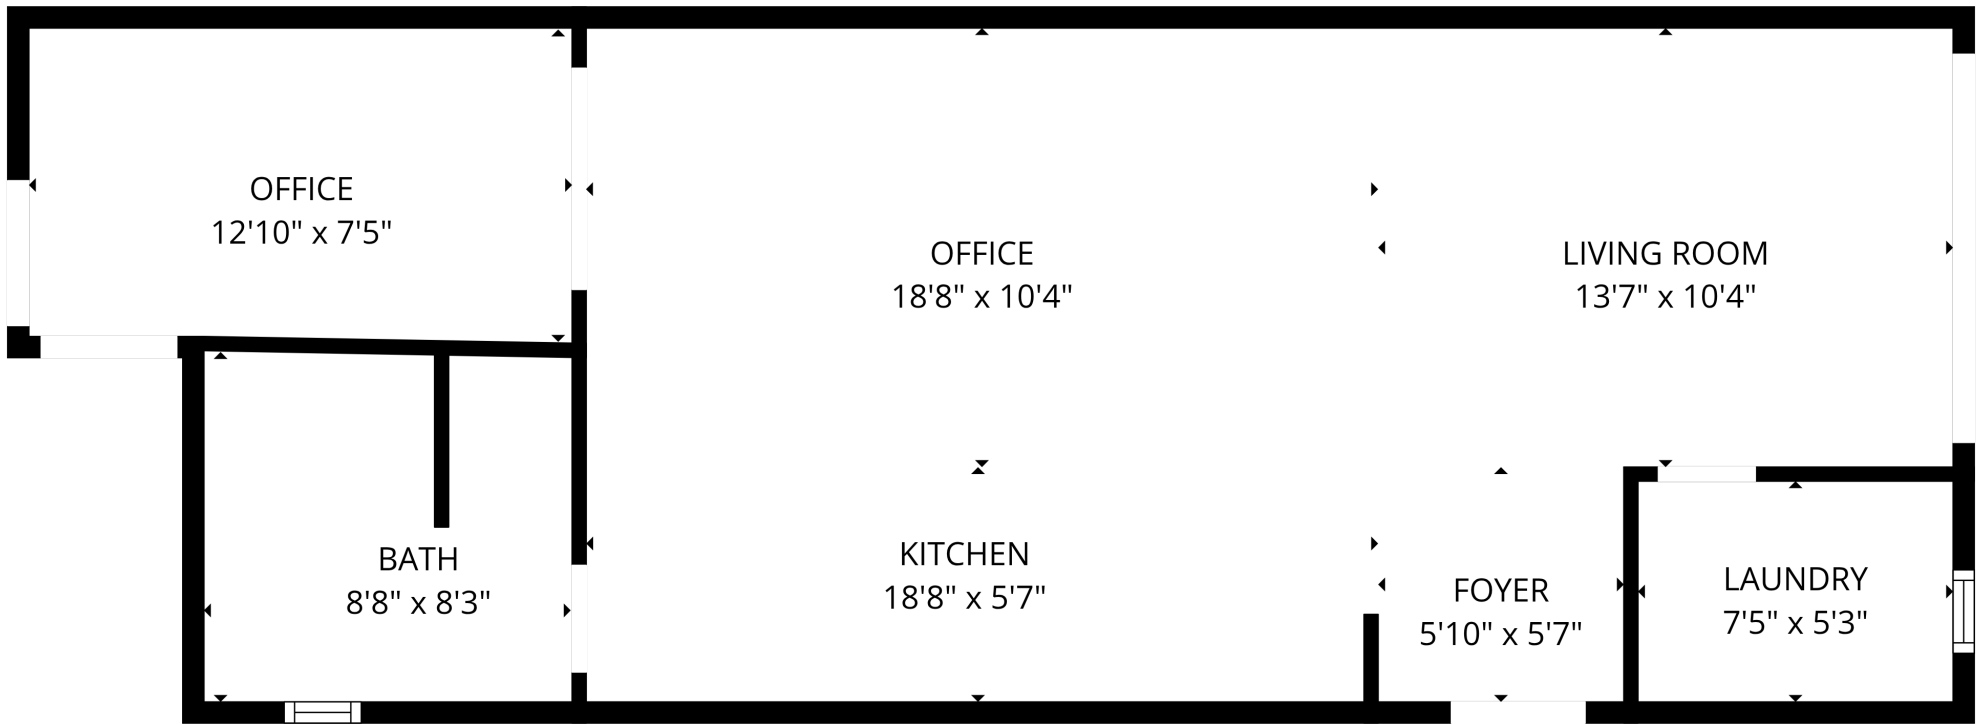 OFFICE
12'10" x 7'5"
OFFICE
18'8" x 10'4"
LIVING ROOM
13'7" x 10'4"
BATH
8'8" x 8'3"
KITCHEN
18'8" x 5'7"
FOYER
5'10" x 5'7"
LAUNDRY
7'5" x 5'3"